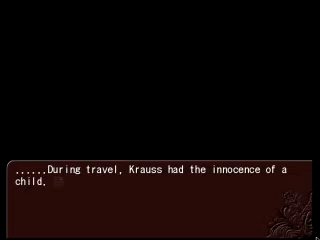 ......During travel, Krauss had the innocence of a
child.